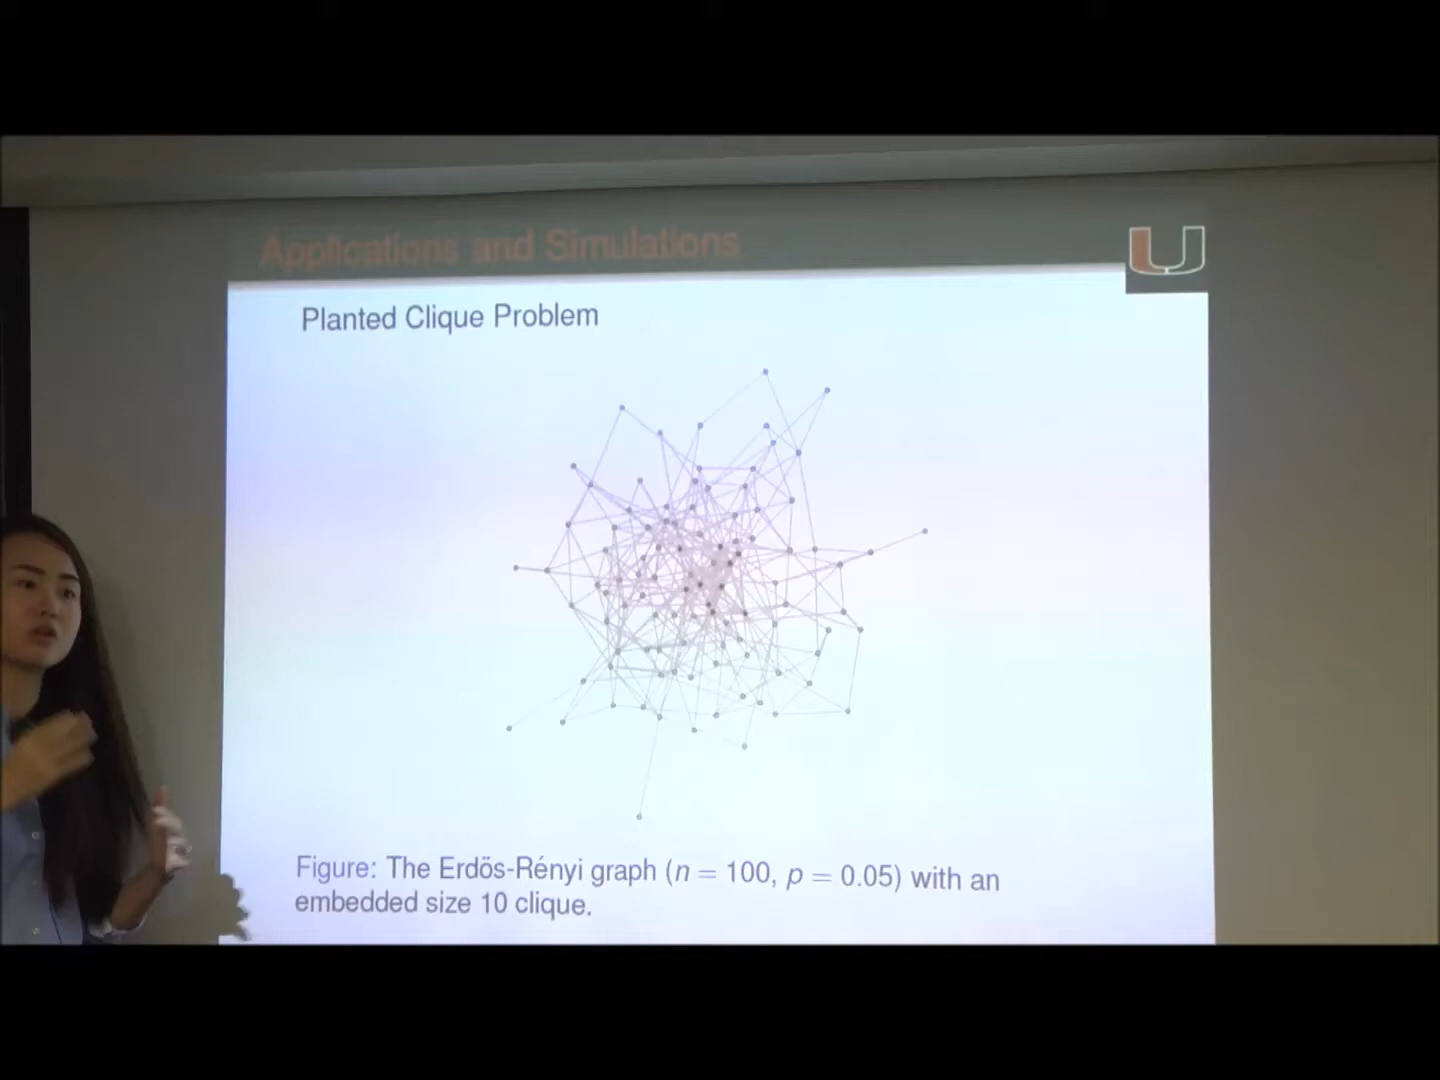 Applications and Simulations
Planted Clique Problem
Figure: The Erdös-Rényi graph (n = 100, p = 0.05) with an
embedded size 10 clique.